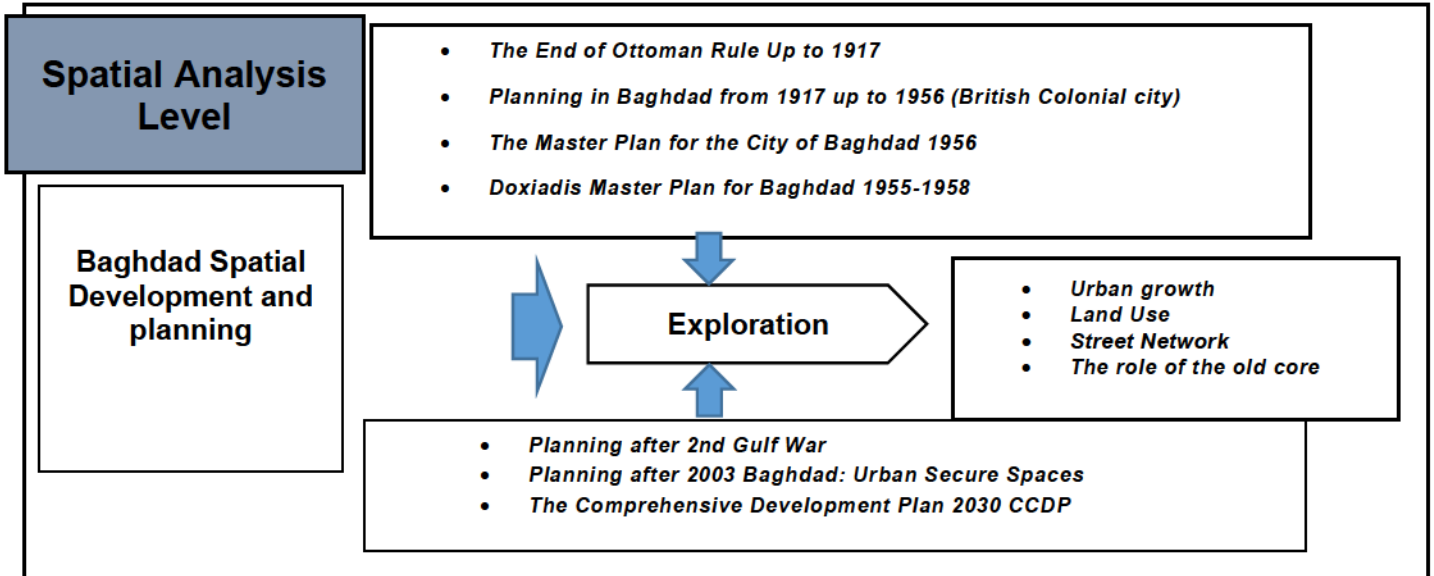 Spatial Analysis
Level
• The End of Ottoman Rule Up to 1917
• Planning in Baghdad from 1917 up to 1956 (British Colonial city)
• The Master Plan for the City of Baghdad 1956
• Doxiadis Master Plan for Baghdad 1955-1958
Baghdad Spatial
Development and
planning
Exploration
• Urban growth
• Land Use
• Street Network
• The role of the old core
• Planning after 2nd Gulf War
• Planning after 2003 Baghdad: Urban Secure Spaces
• The Comprehensive Development Plan 2030 CCDP